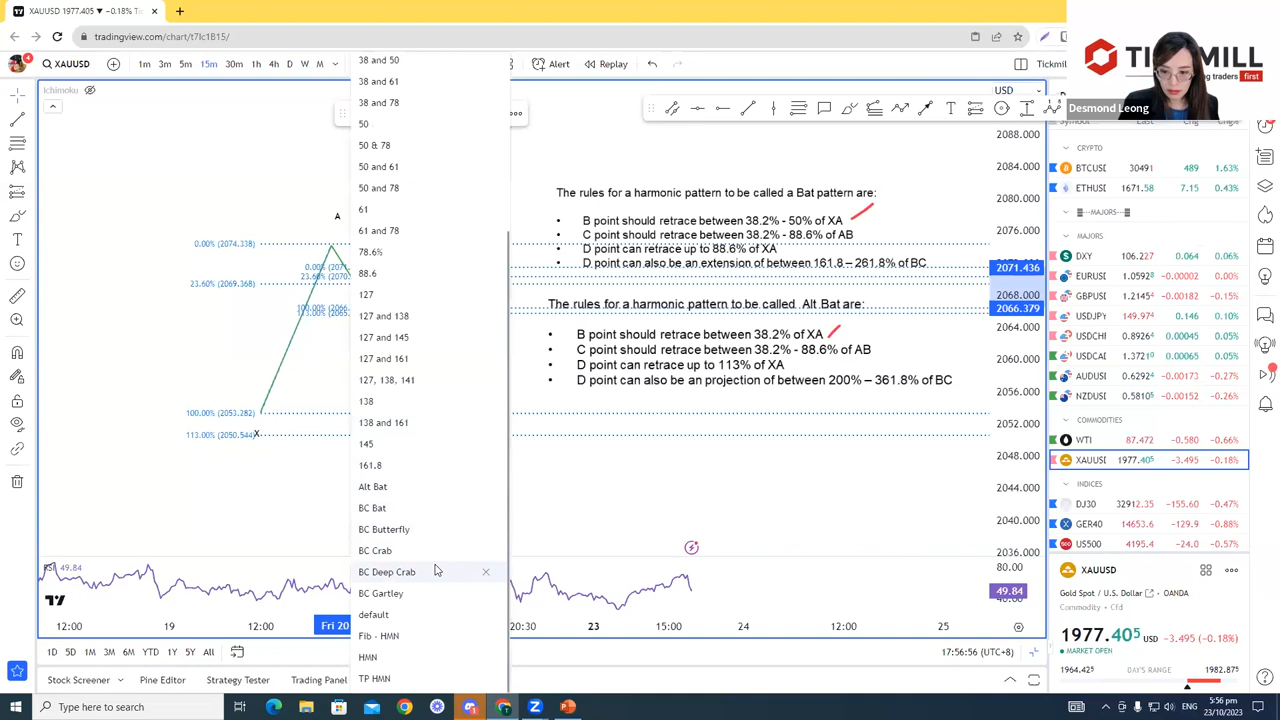 XAUUSD 1977.405 ▼ −0.18% Tit
tradingview.com/chart/t7Ic1B15/
XAUUSD
1m 3m 5m 15m 30m 1h 4h D W M
Alert
Replay
Tickmill
TICKMILL
first
Desmond Leong
Ichimoku
USD
38 and 50
38 and 61
38 and 78
50
50 & 78
50 and 61
50 and 78
61
61 and 78
78.6%
88.6
127
127 and 138
127 and 145
127 and 161
127, 138, 141
138
138 and 161
145
161.8
Alt Bat
BC Bat
BC Butterfly
BC Crab
BC Deep Crab
BC Gartley
default
Fib - HMN
HMN
TP HMN
A
0.00% (2074.338)
23.60% (2069.368)
100.00% (2053.282)
113.00% (2050.544)
X
The rules for a harmonic pattern to be called a Bat pattern are:
• B point should retrace between 38.2% - 50% of XA
• C point should retrace between 38.2% - 88.6% of AB
• D point can retrace up to 88.6% of XA
• D point can also be an extension of between 161.8 – 261.8% of BC
The rules for a harmonic pattern to be called Alt Bat are:
• B point should retrace between 38.2% of XA
• C point should retrace between 38.2% - 88.6% of AB
• D point can retrace up to 113% of XA
• D point can also be an projection of between 200% – 361.8% of BC
2088.000
2084.000
2080.000
2076.000
2071.436
2068.000
2066.379
2064.000
2060.000
2056.000
2052.000
2048.000
2044.000
2040.000
2036.000
80.00
49.84
RSI 49.84
12:00 19 12:00 Fri 20 20:30 23 15:00 24 12:00 25
1D 5D 1M 3M 6M YTD 1Y 5Y All
17:56:56 (UTC+8)
Stock Screener Pine Editor Strategy Tester Trading Panel
Symbol Last Chg Chg%
CRYPTO
BTCUSD 30491 489 1.63%
ETHUSD 1671.58 7.15 0.43%
MAJORS
MAJORS
DXY 106.227 0.064 0.06%
EURUSD 1.05928 −0.00002 0.00%
GBPUSD 1.21454 −0.00182 −0.15%
USDJPY 149.974 0.146 0.10%
USDCHF 0.89264 0.00045 0.05%
USDCAD 1.37210 0.00065 0.05%
AUDUSD 0.62924 −0.00173 −0.27%
NZDUSD 0.58105 −0.00152 −0.26%
COMMODITIES
WTI 87.472 −0.580 −0.66%
XAUUSD 1977.405 −3.495 −0.18%
INDICES
DJ30 32912.35 −155.60 −0.47%
GER40 14653.6 −129.9 −0.88%
US500 4195.4 −24.0 −0.57%
XAUUSD
Gold Spot / U.S. Dollar • OANDA
Commodity • Cfd
1977.405 USD −3.495 (−0.18%)
MARKET OPEN
1964.425 DAY'S RANGE 1982.875
Type here to search
5:56 pm
23/10/2023